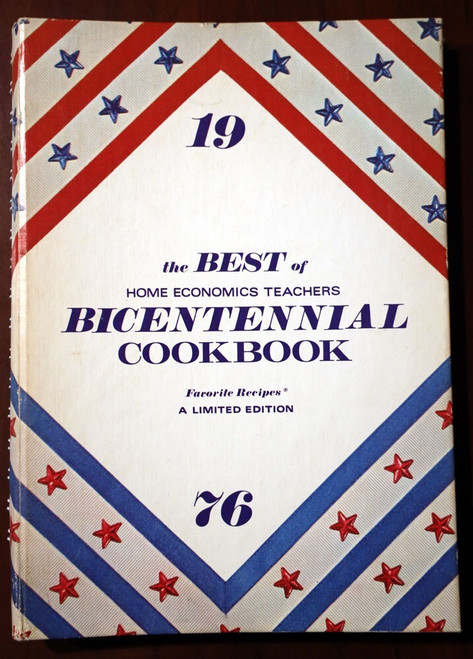 19
the BEST of
HOME ECONOMICS TEACHERS
BICENTENNIAL
COOKBOOK
Favorite Recipes®
A LIMITED EDITION
76